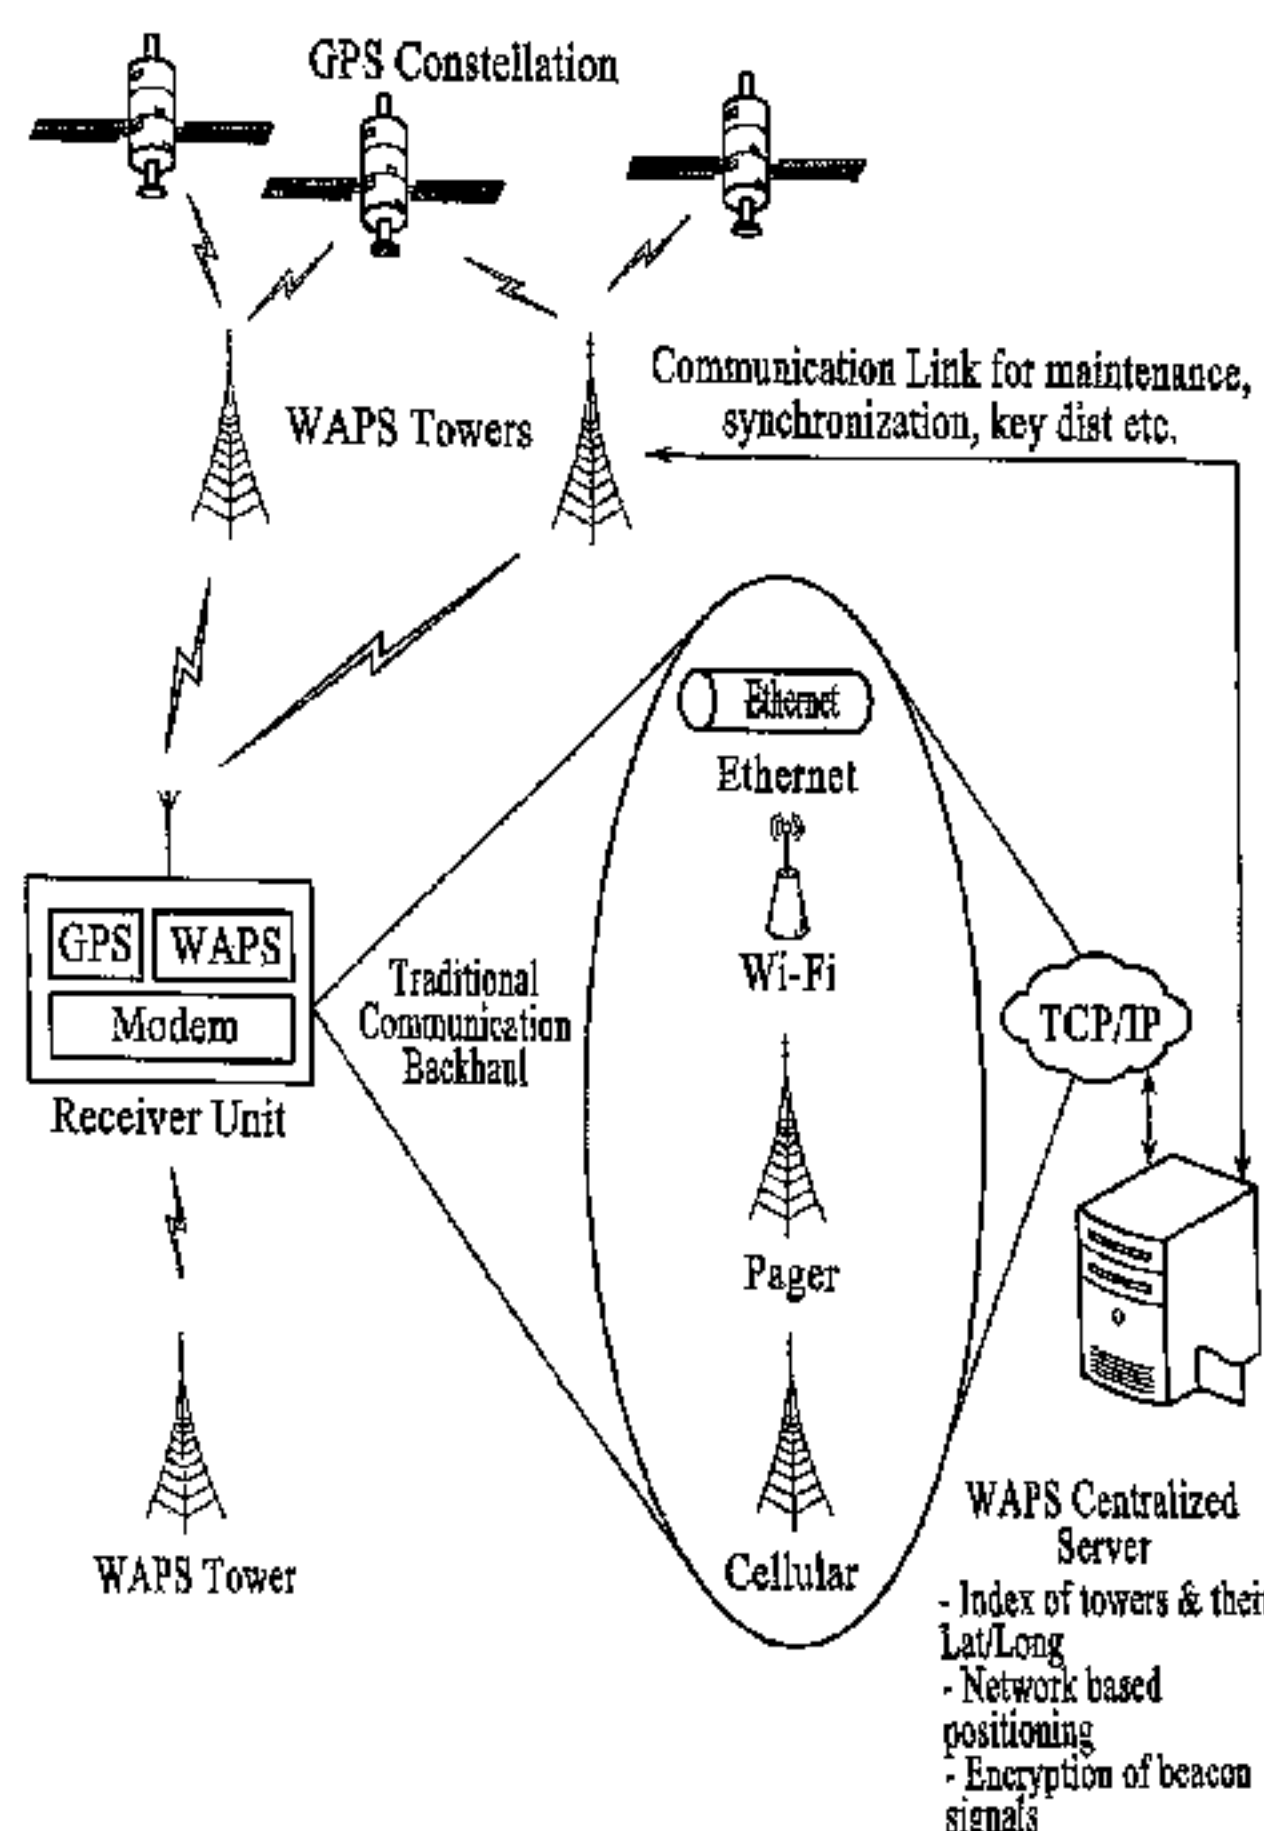 GPS Constellation
Communication Link for maintenance,
synchronization, key dist etc.
WAPS Towers
Ethernet
Ethernet
Wi-Fi
GPS
WAPS
Modem
Receiver Unit
Traditional
Communication
Backhaul
TCP/IP
Pager
Cellular
WAPS Tower
WAPS Centralized
Server
- Index of towers & thei
Lat/Long
- Network based
positioning
- Encryption of beacon
signals